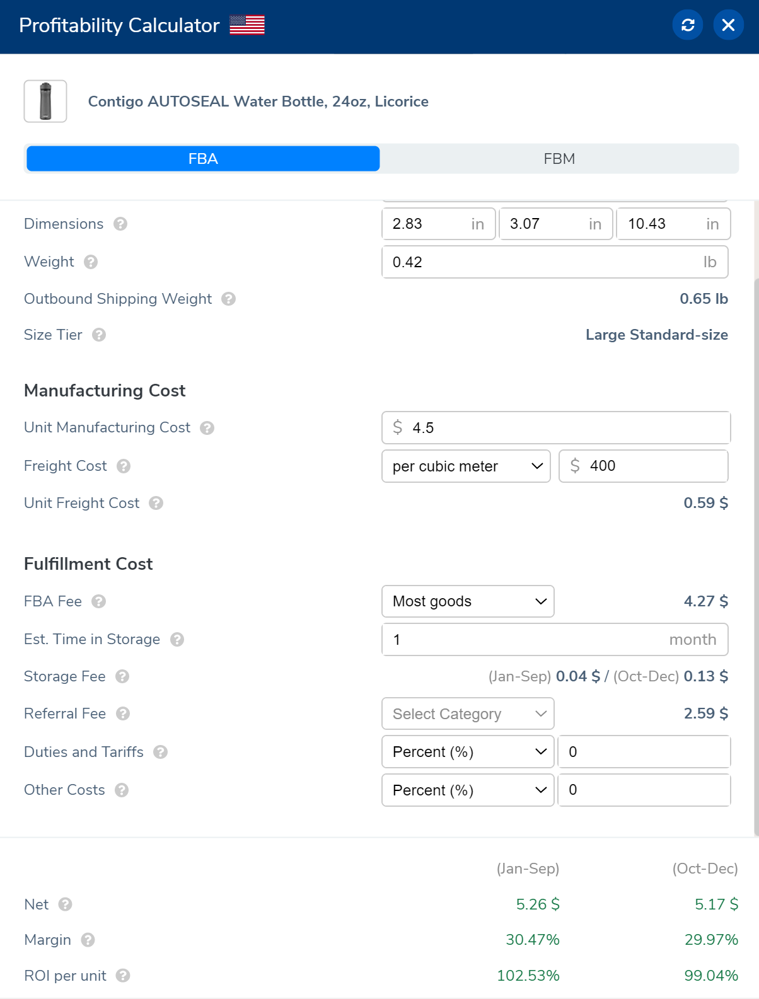 Profitability Calculator
Contigo AUTOSEAL Water Bottle, 24oz, Licorice
FBA FBM
Dimensions ? 2.83 in 3.07 in 10.43 in
Weight ? 0.42 lb
Outbound Shipping Weight ? 0.65 lb
Size Tier ? Large Standard-size
Manufacturing Cost
Unit Manufacturing Cost ? $ 4.5
Freight Cost ? per cubic meter $ 400
Unit Freight Cost ? 0.59 $
Fulfillment Cost
FBA Fee ? Most goods 4.27 $
Est. Time in Storage ? 1 month
Storage Fee ? (Jan-Sep) 0.04 $ / (Oct-Dec) 0.13 $
Referral Fee ? Select Category 2.59 $
Duties and Tariffs ? Percent (%) 0
Other Costs ? Percent (%) 0
(Jan-Sep) (Oct-Dec)
Net ? 5.26 $ 5.17 $
Margin ? 30.47% 29.97%
ROI per unit ? 102.53% 99.04%